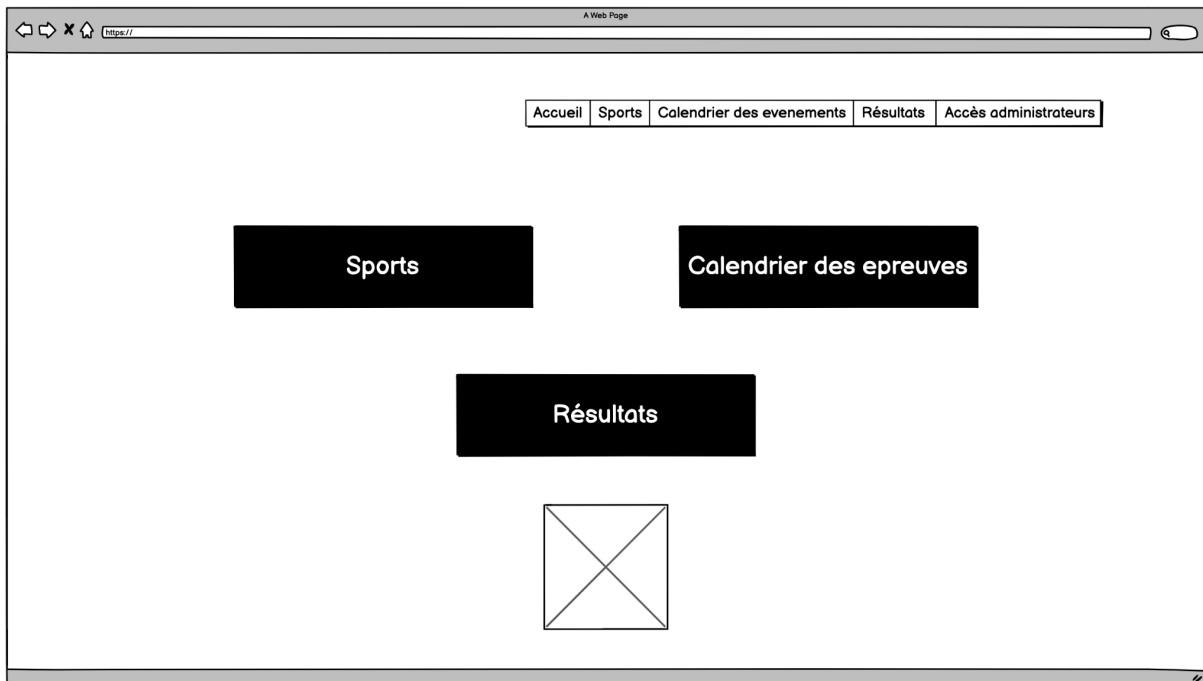 A Web Page
https://
Accueil Sports Calendrier des evenements Résultats Accès administrateurs
Sports
Calendrier des epreuves
Résultats